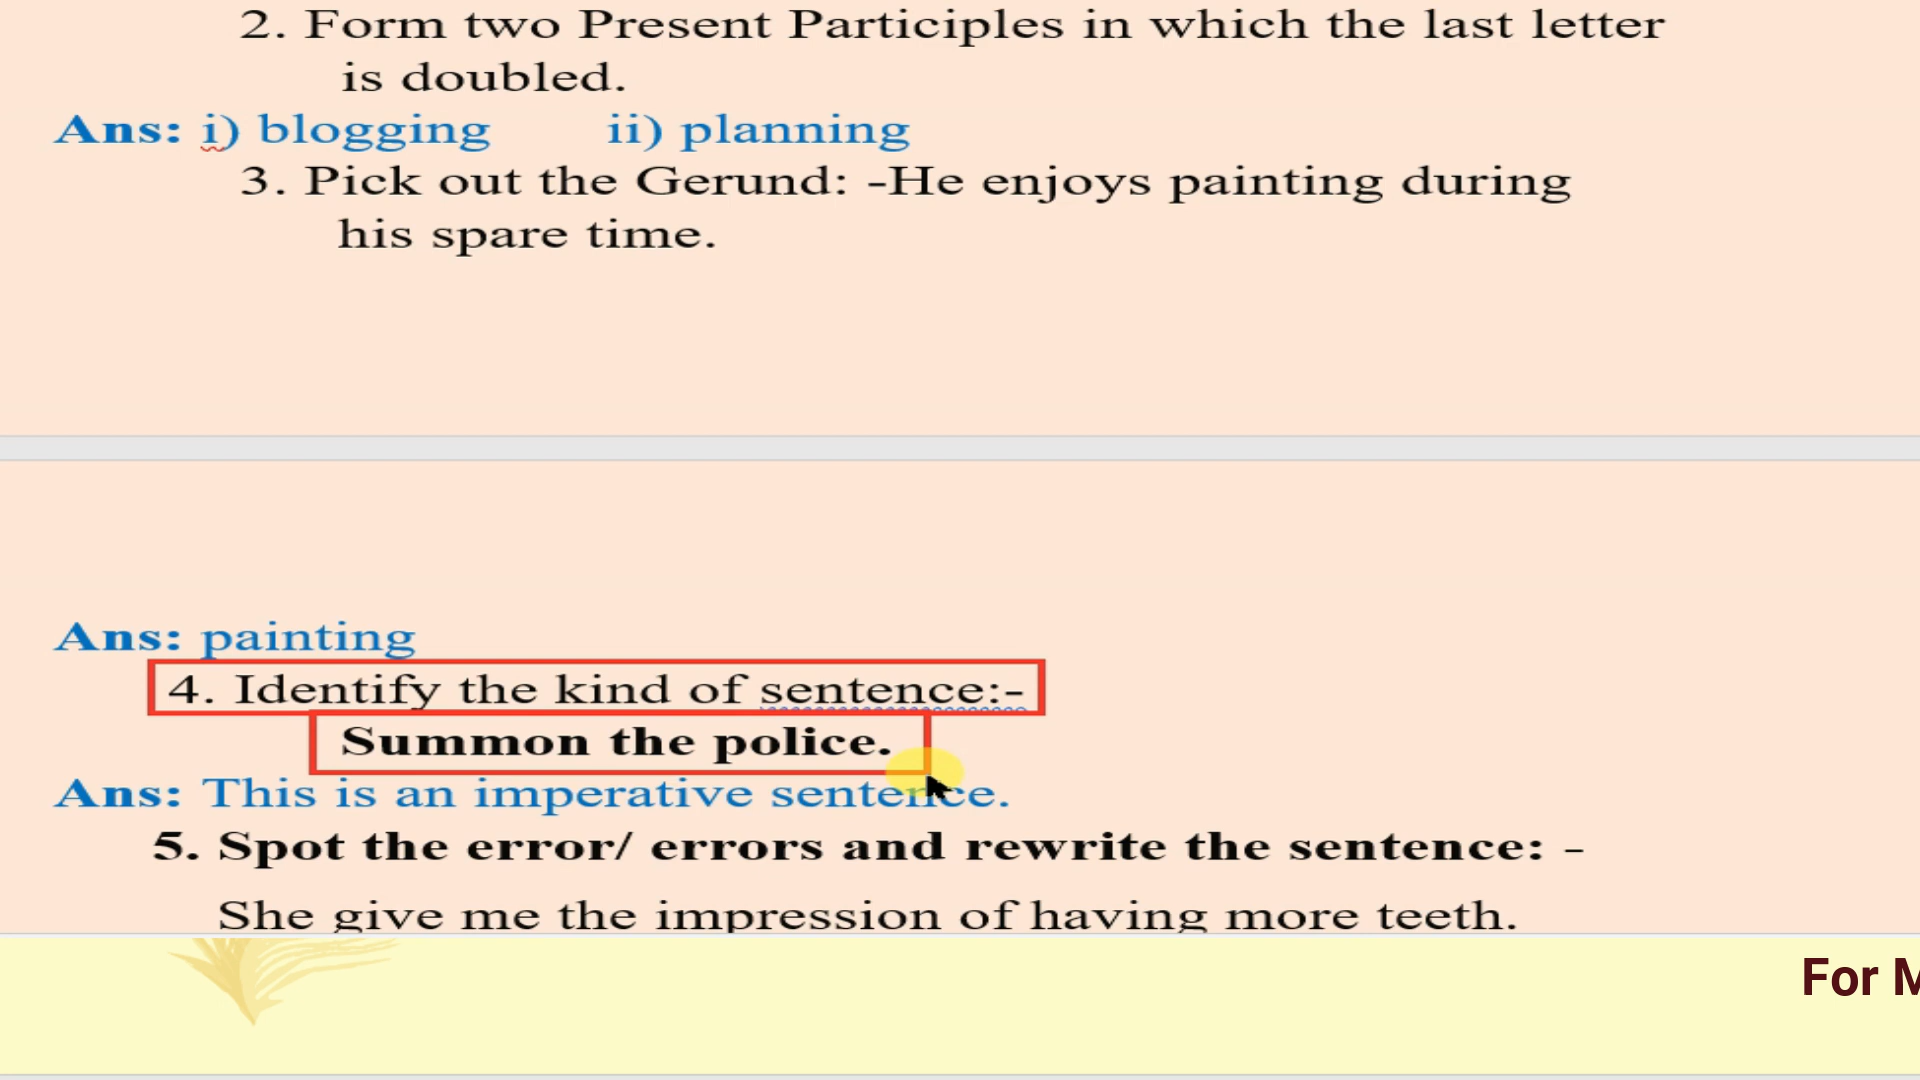 2. Form two Present Participles in which the last letter
is doubled.
Ans: i) blogging ii) planning
3. Pick out the Gerund: -He enjoys painting during
his spare time.
Ans: painting
4. Identify the kind of sentence:-
Summon the police.
Ans: This is an imperative sentence.
5. Spot the error/ errors and rewrite the sentence: -
She give me the impression of having more teeth.
For M